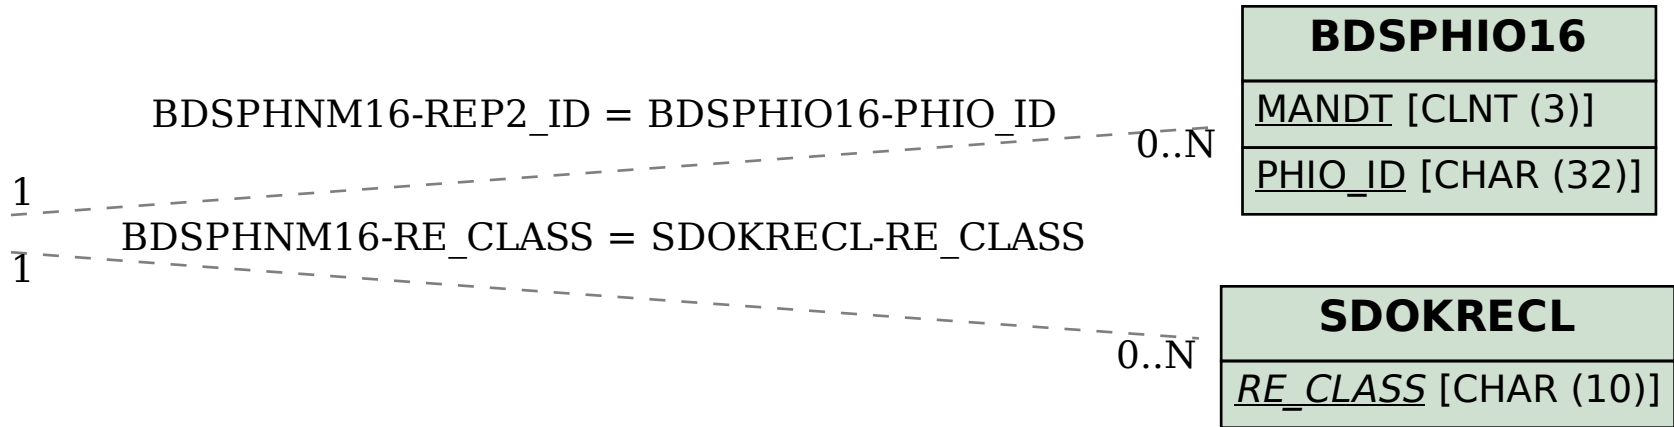 BDSPHIO16
MANDT [CLNT (3)]
PHIO_ID [CHAR (32)]
BDSPHNM16-REP2_ID = BDSPHIO16-PHIO_ID
0..N
1
BDSPHNM16-RE_CLASS = SDOKRECL-RE_CLASS
1
0..N
SDOKRECL
RE_CLASS [CHAR (10)]